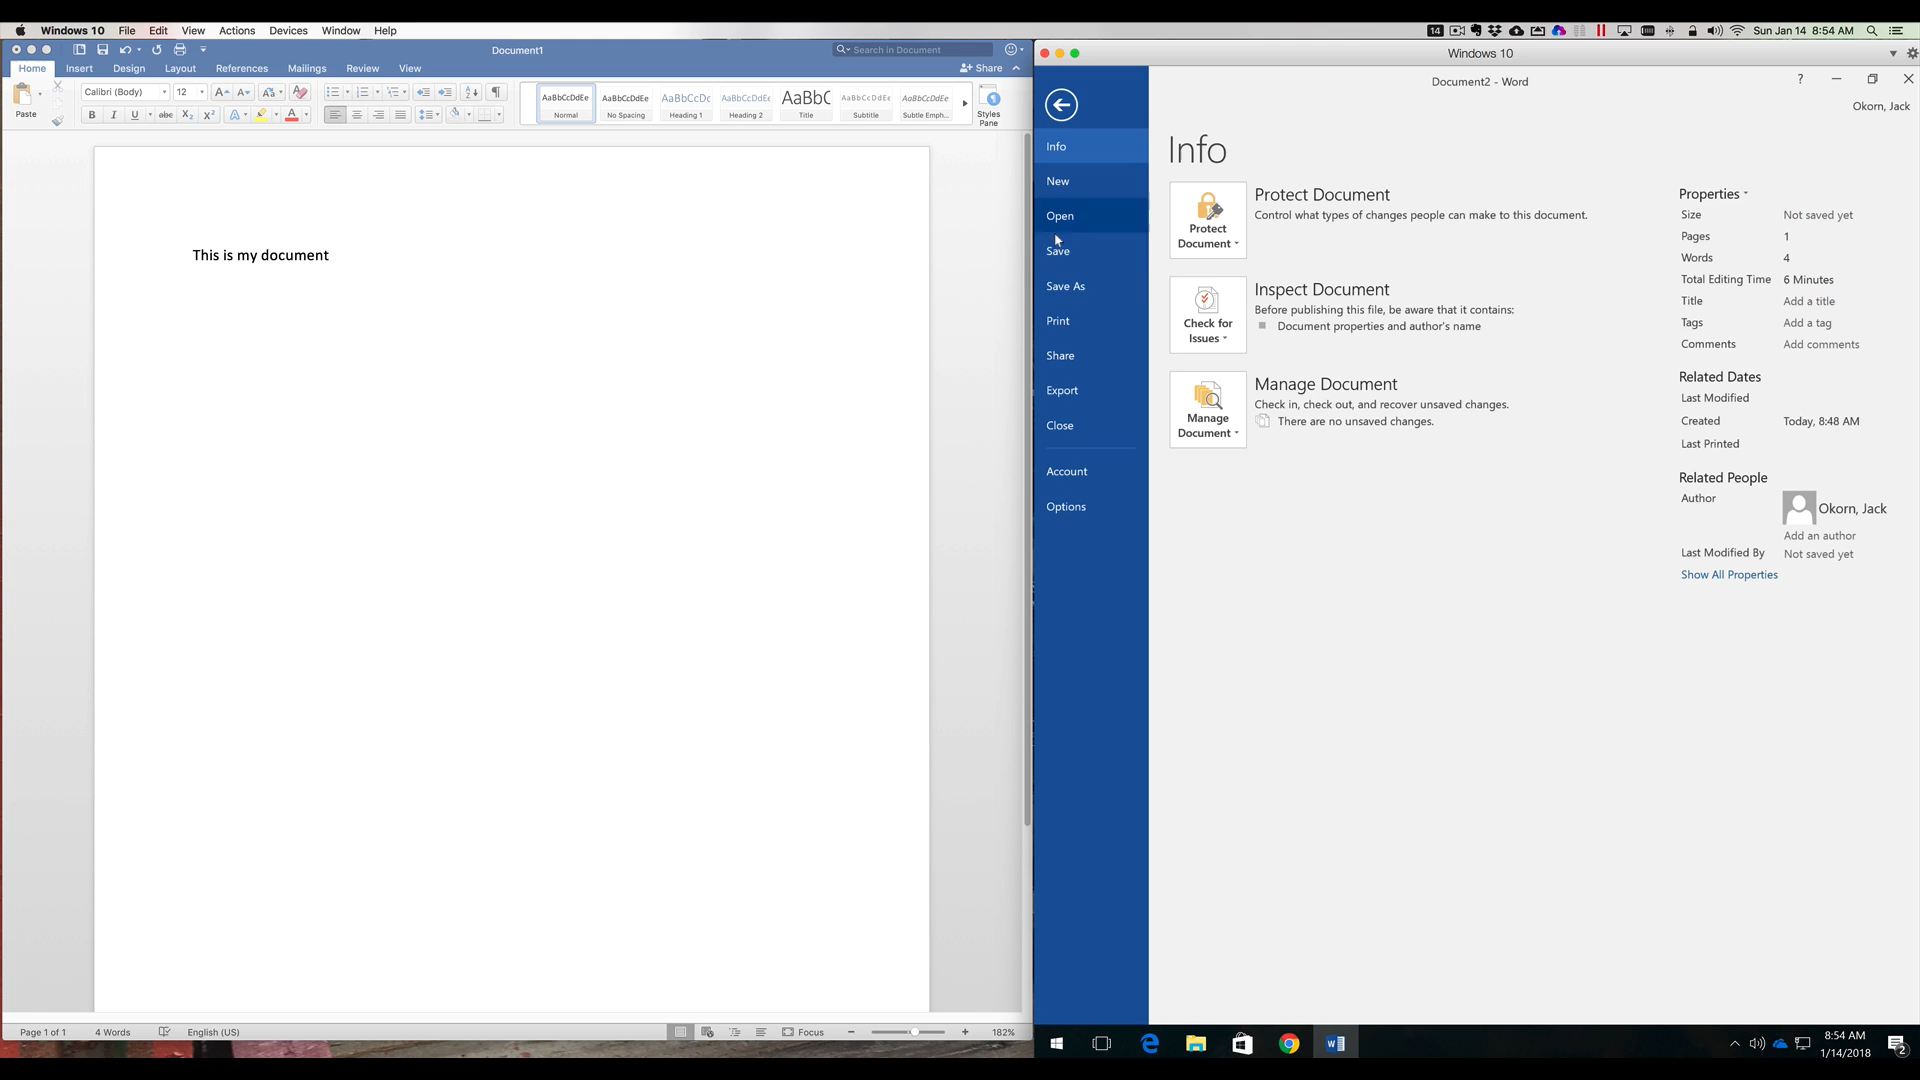 Windows 10 File Edit View Actions Devices Window Help
14 Sun Jan 14 8:54 AM
Document1
Search in Document
Home Insert Design Layout References Mailings Review View
Share
Paste
Calibri (Body) 12
B I U abc X₂ X²
AaBbCcDdEe AaBbCcDdEe AaBbCcDc AaBbCcDdEe AaBbC AaBbCcDdEe AaBbCcDdEe
Normal No Spacing Heading 1 Heading 2 Title Subtitle Subtle Emph...
Styles
Pane
This is my document
Page 1 of 1 4 Words English (US) Focus 182%
Windows 10
Document2 - Word
?
Okorn, Jack
Info
New
Open
Save
Save As
Print
Share
Export
Close
Account
Options
Info
Protect
Document
Protect Document
Control what types of changes people can make to this document.
Check for
Issues
Inspect Document
Before publishing this file, be aware that it contains:
Document properties and author's name
Manage
Document
Manage Document
Check in, check out, and recover unsaved changes.
There are no unsaved changes.
Properties
Size Not saved yet
Pages 1
Words 4
Total Editing Time 6 Minutes
Title Add a title
Tags Add a tag
Comments Add comments
Related Dates
Last Modified
Created Today, 8:48 AM
Last Printed
Related People
Author Okorn, Jack
Add an author
Last Modified By Not saved yet
Show All Properties
8:54 AM
1/14/2018
2